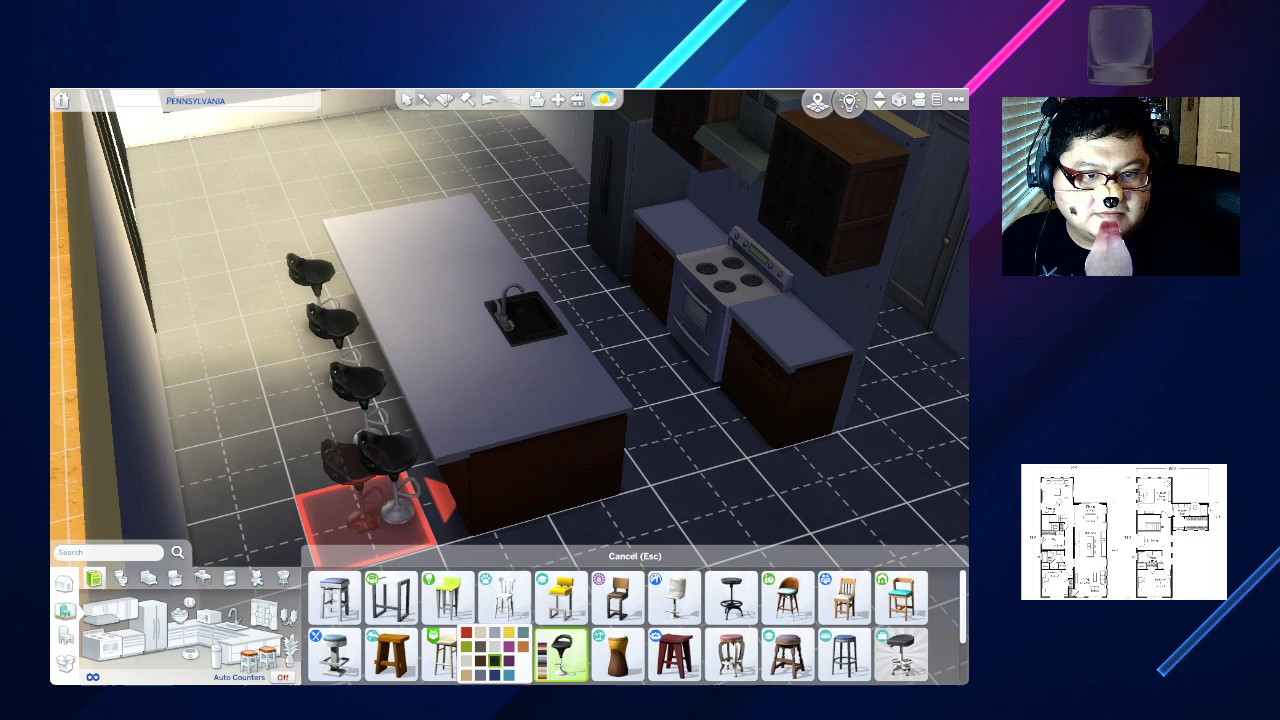 PENNSYLVANIA
Cancel (Esc)
Search
Auto Counters
Off